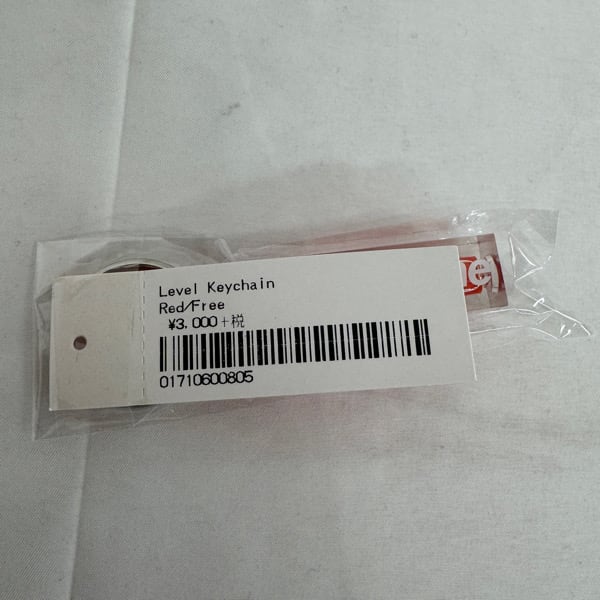 Level Keychain
Red/Free
¥3,000+税
01710600805